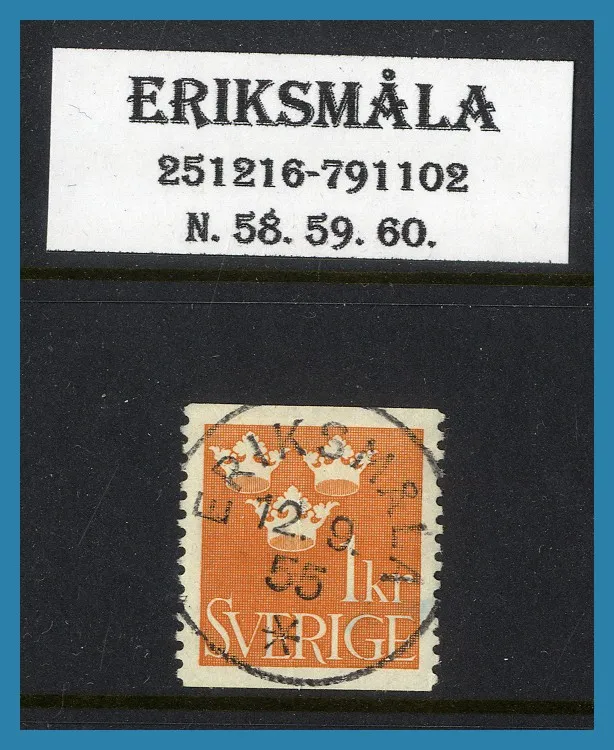 ERIKSMÅLA
251216-791102
N. 58. 59. 60.
ERIKSMÅLA
12. 9.
55
*
1 kr
SVERIGE